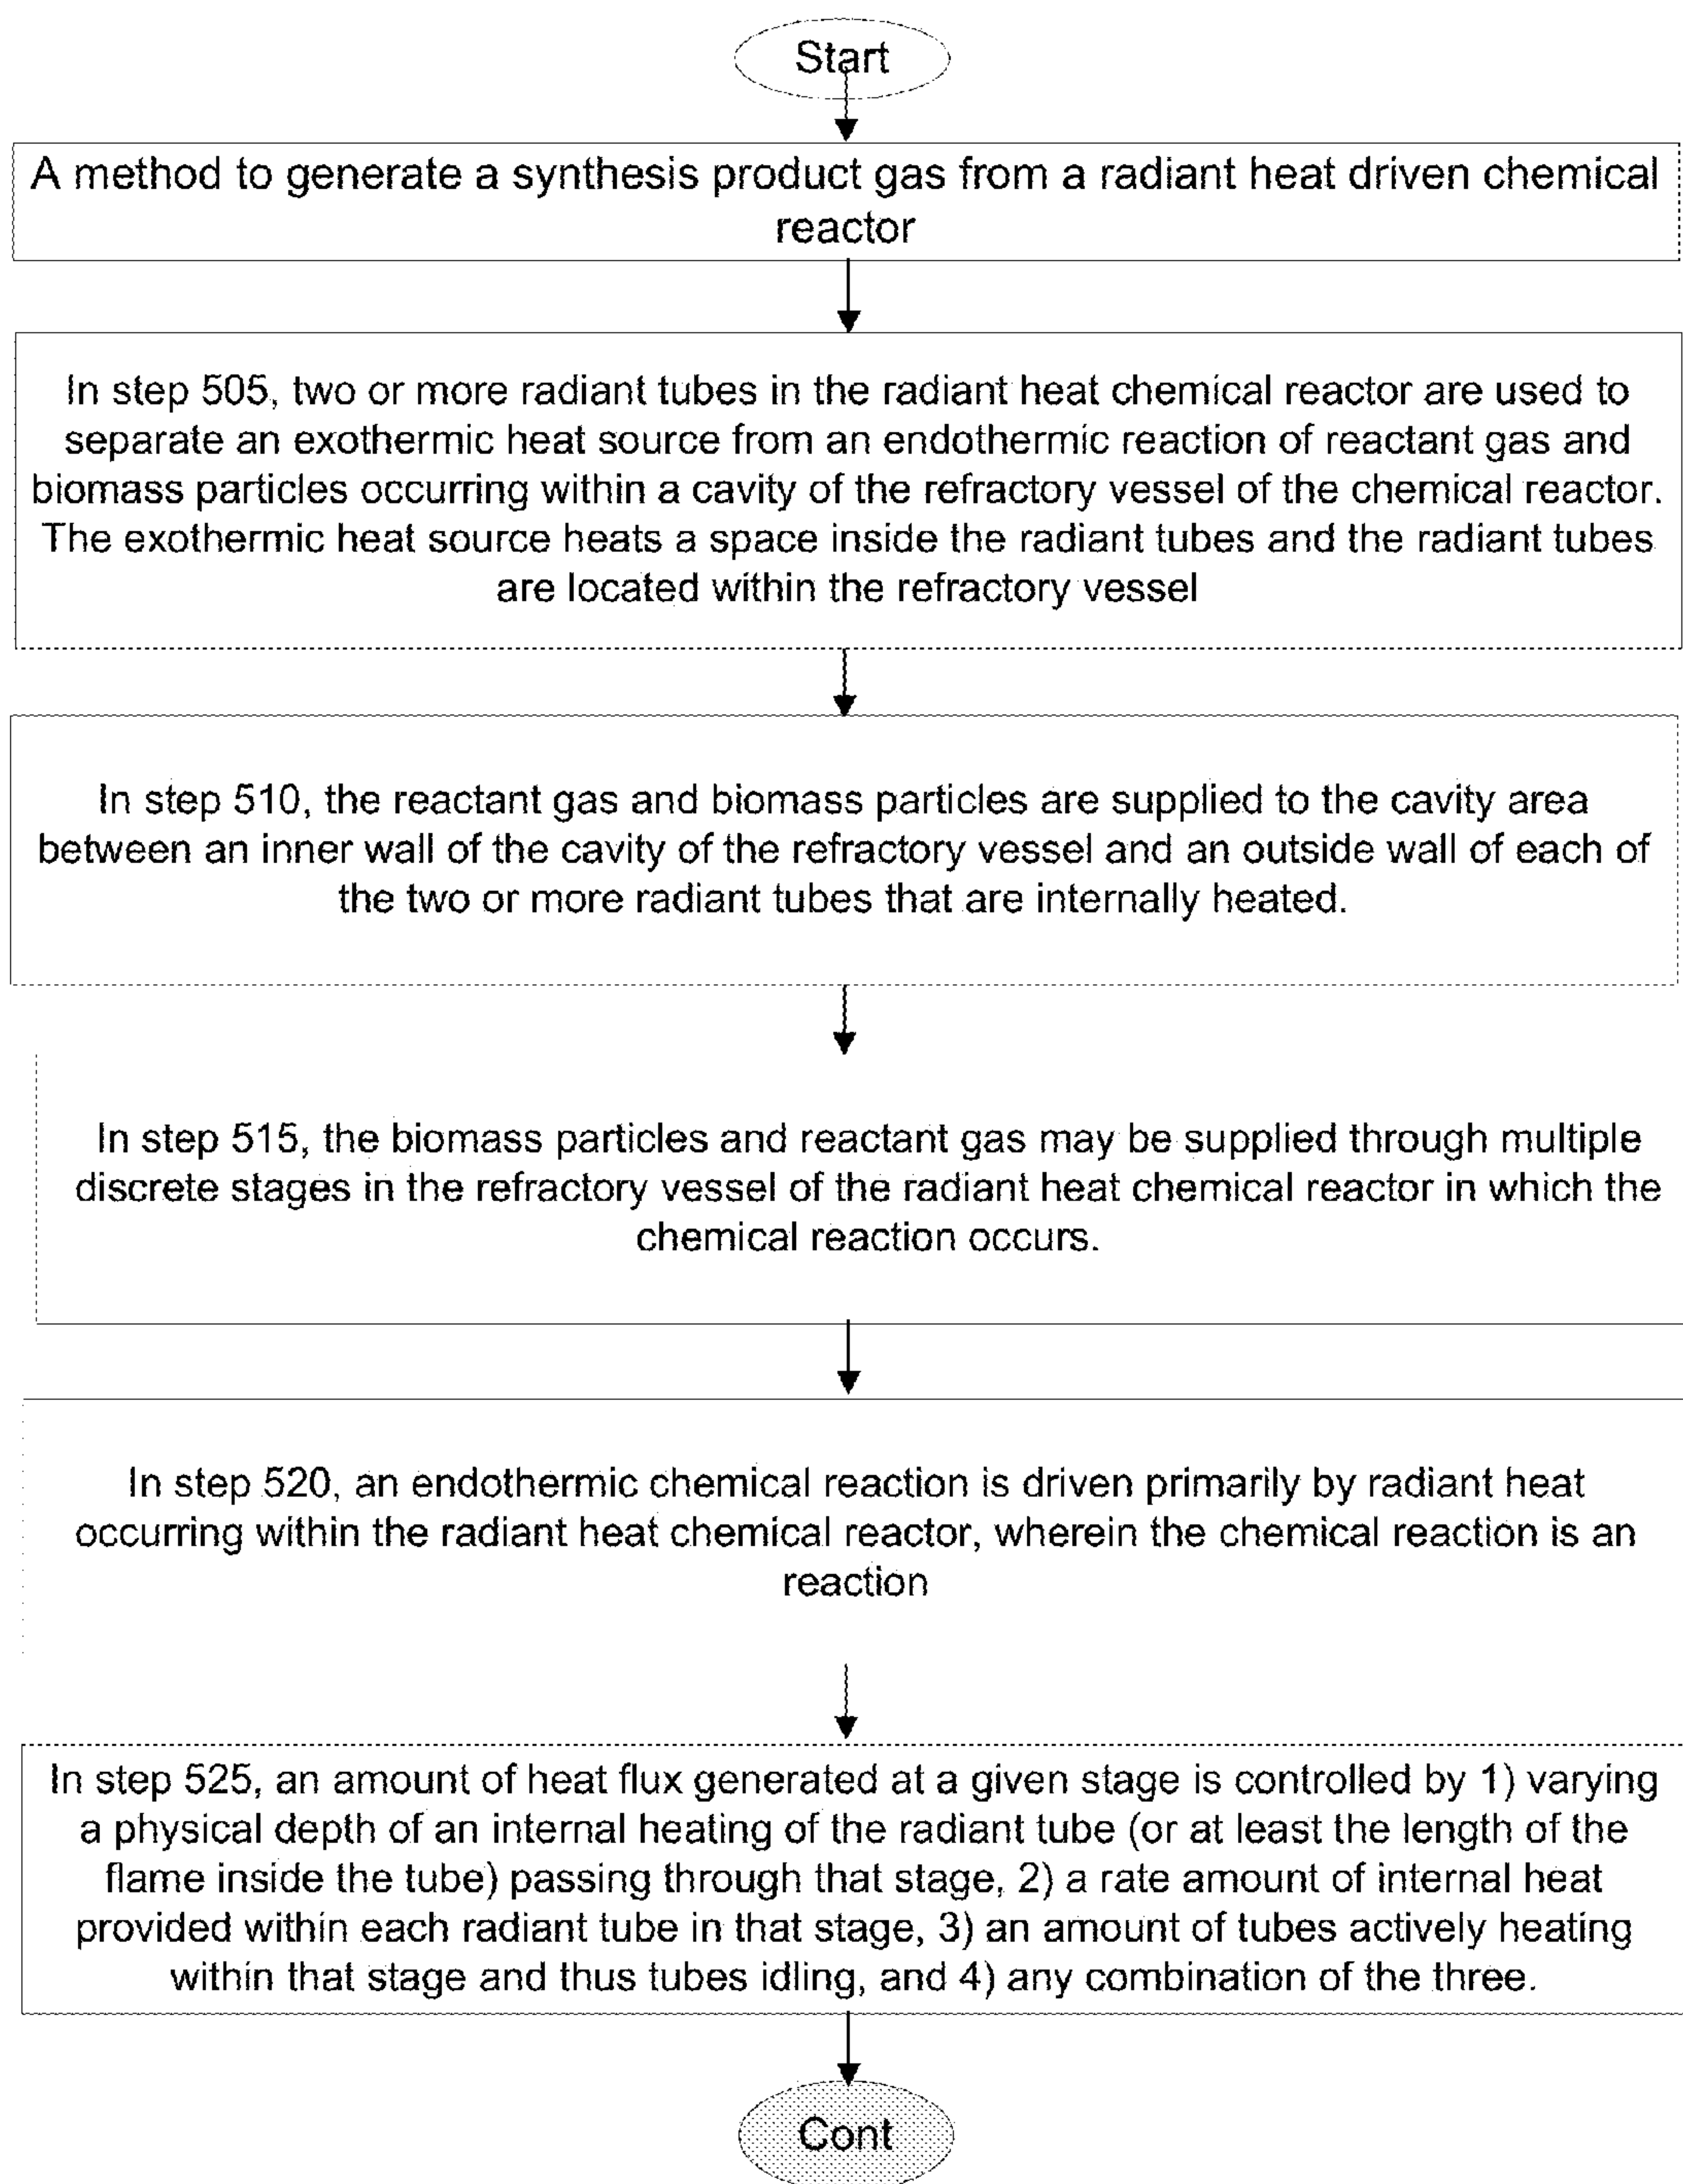 Start
A method to generate a synthesis product gas from a radiant heat driven chemical
reactor
In step 505, two or more radiant tubes in the radiant heat chemical reactor are used to
separate an exothermic heat source from an endothermic reaction of reactant gas and
biomass particles occurring within a cavity of the refractory vessel of the chemical reactor.
The exothermic heat source heats a space inside the radiant tubes and the radiant tubes
are located within the refractory vessel
In step 510, the reactant gas and biomass particles are supplied to the cavity area
between an inner wall of the cavity of the refractory vessel and an outside wall of each of
the two or more radiant tubes that are internally heated.
In step 515, the biomass particles and reactant gas may be supplied through multiple
discrete stages in the refractory vessel of the radiant heat chemical reactor in which the
chemical reaction occurs.
In step 520, an endothermic chemical reaction is driven primarily by radiant heat
occurring within the radiant heat chemical reactor, wherein the chemical reaction is an
reaction
In step 525, an amount of heat flux generated at a given stage is controlled by 1) varying
a physical depth of an internal heating of the radiant tube (or at least the length of the
flame inside the tube) passing through that stage, 2) a rate amount of internal heat
provided within each radiant tube in that stage, 3) an amount of tubes actively heating
within that stage and thus tubes idling, and 4) any combination of the three.
Cont